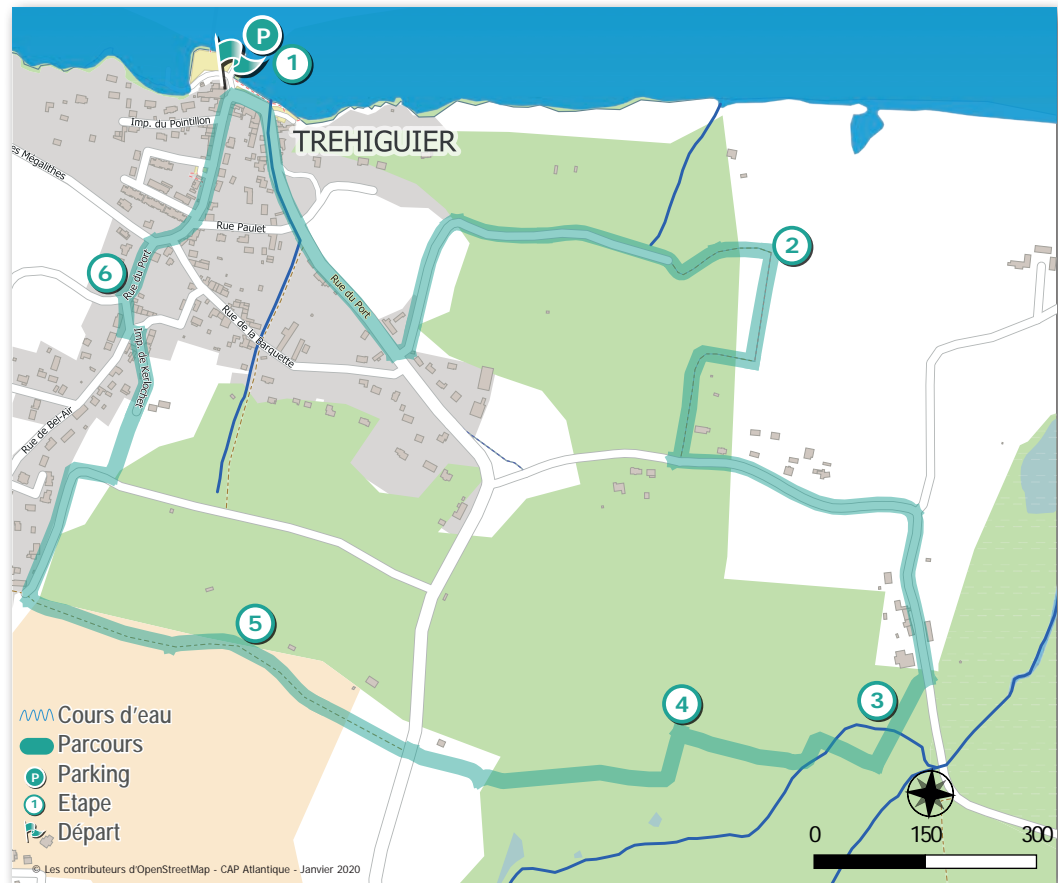 P
1
TREHIGUIER
Imp. du Pointillon
es Mégalithes
Rue Paulet
2
6
Rue du Port
Rue du Port
Rue de la Barquette
Imp. de Kerlochet
Rue de Bel-Air
5
3
4
Cours d'eau
Parcours
P Parking
1 Etape
Départ
0 150 300
© Les contributeurs d'OpenStreetMap - CAP Atlantique - Janvier 2020